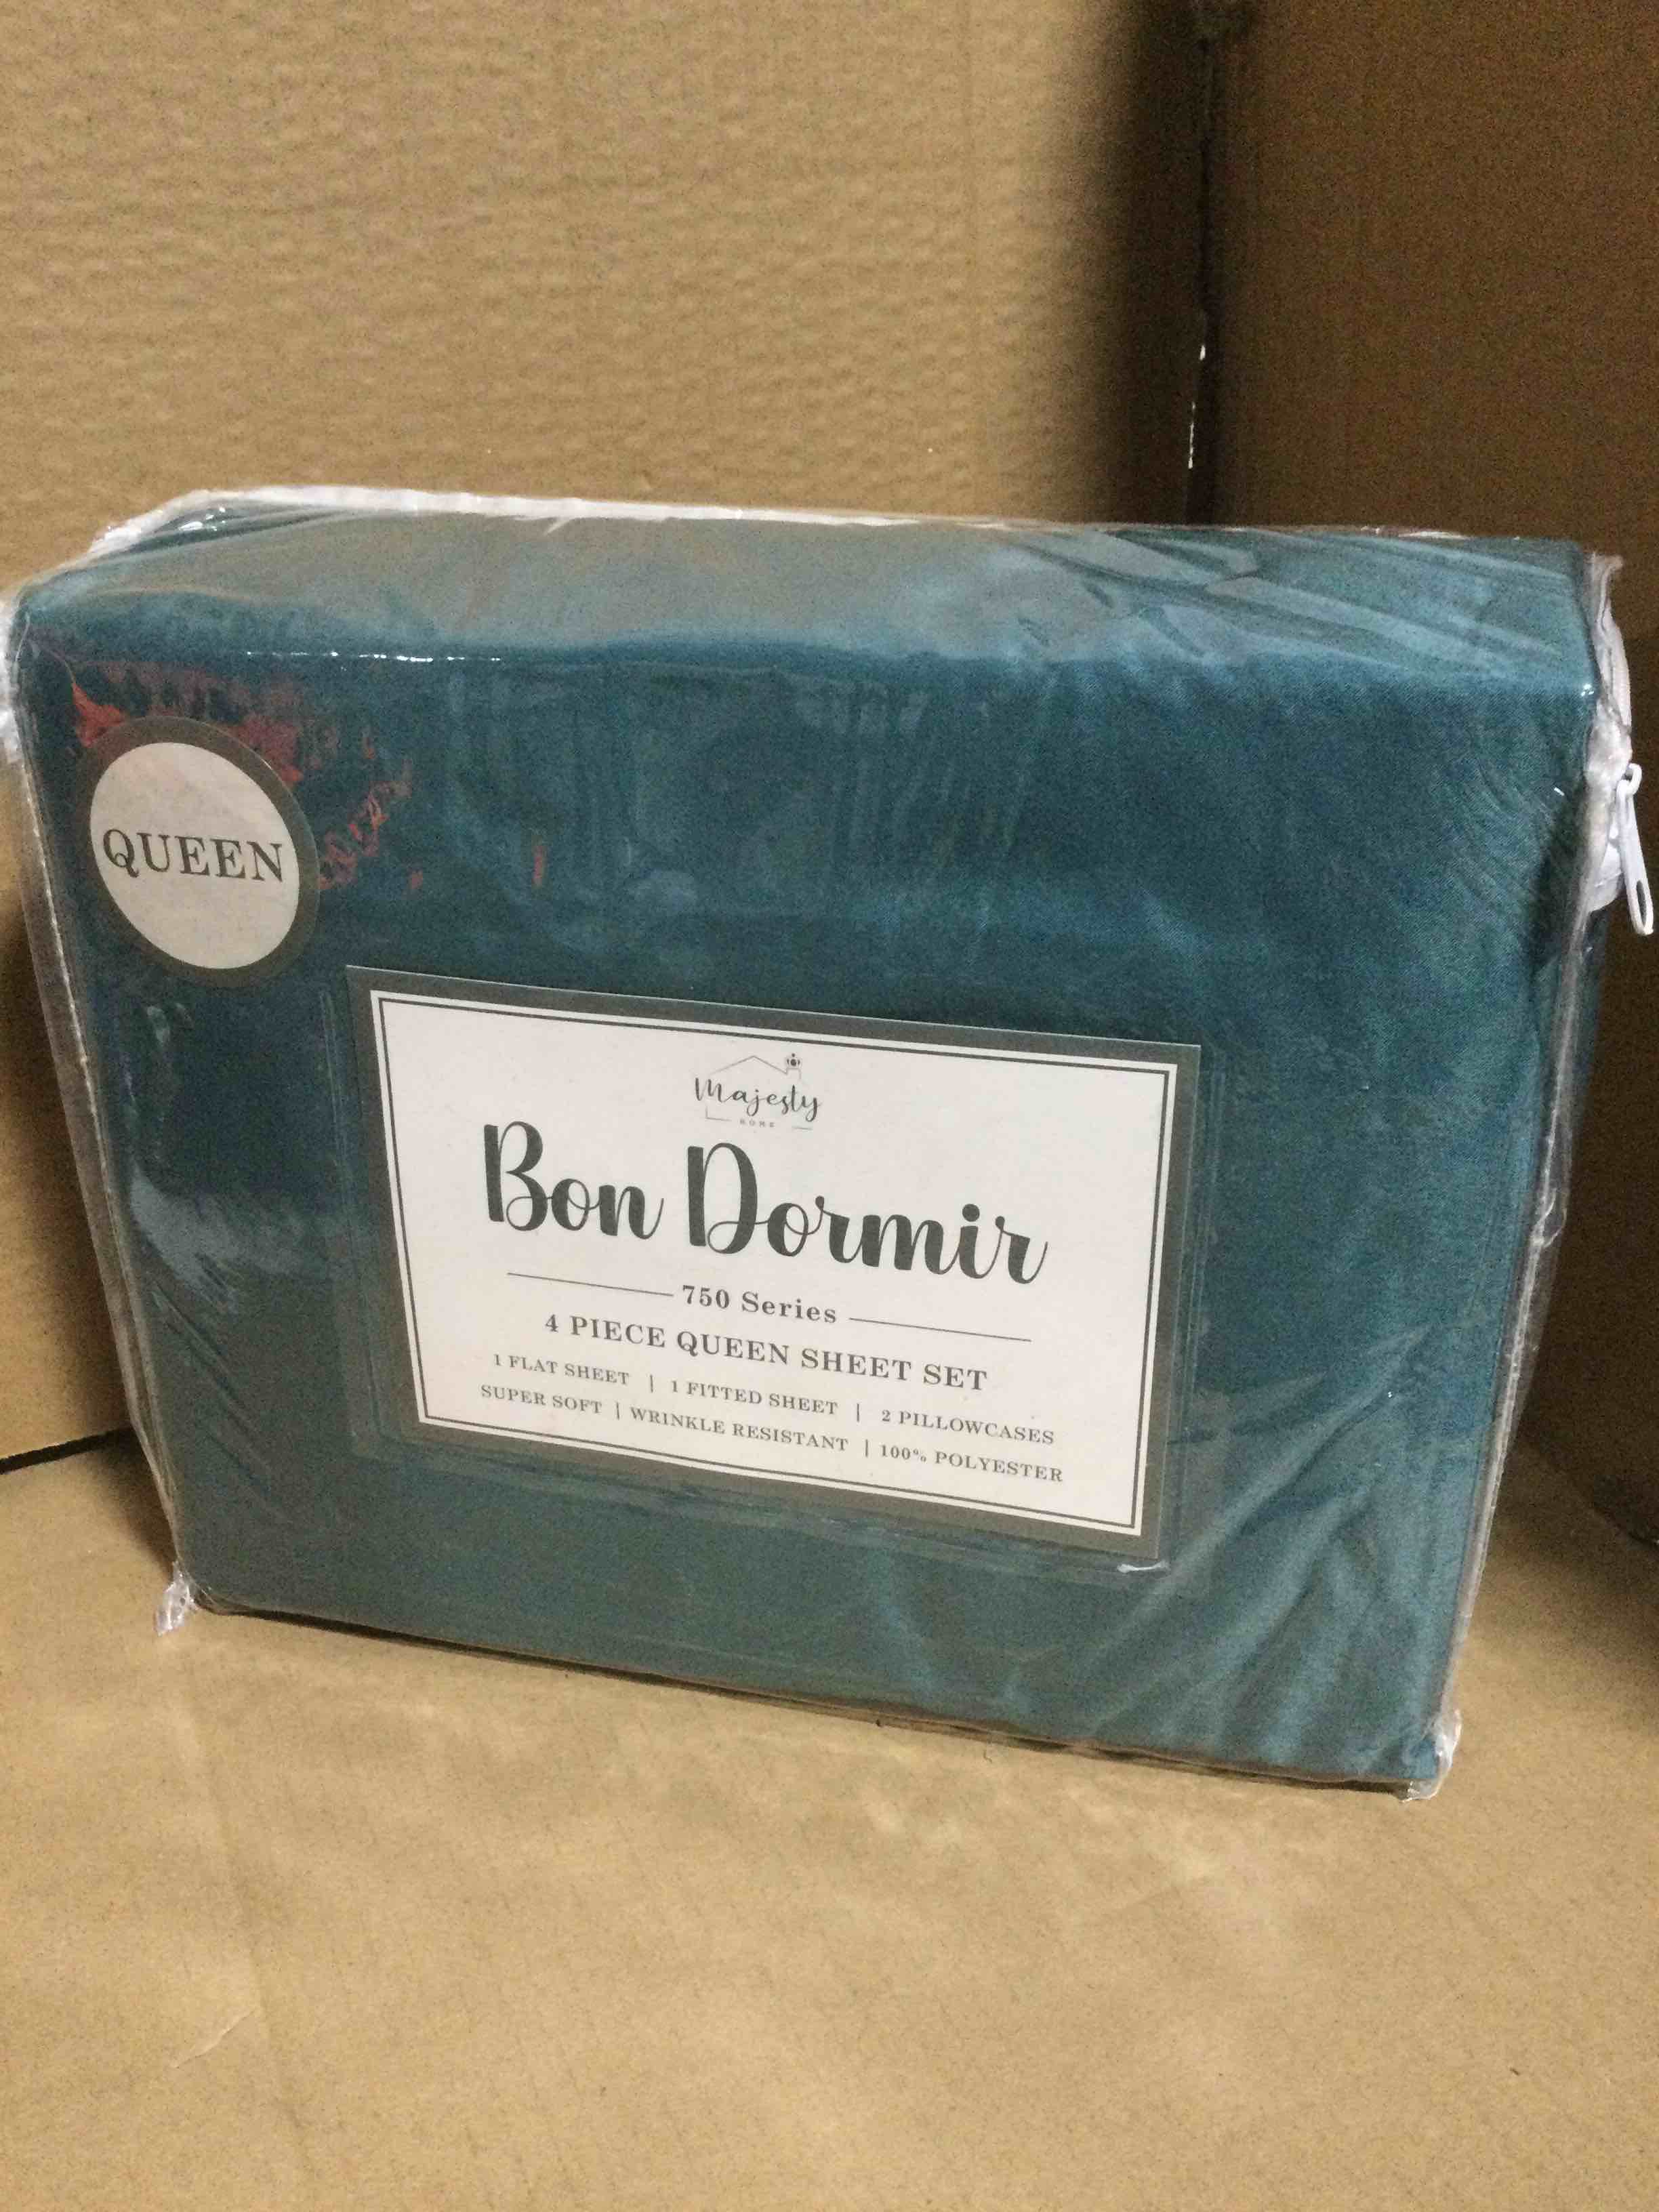 QUEEN
Majesty
HOME
Bon Dormir
750 Series
4 PIECE QUEEN SHEET SET
1 FLAT SHEET | 1 FITTED SHEET | 2 PILLOWCASES
SUPER SOFT | WRINKLE RESISTANT | 100% POLYESTER